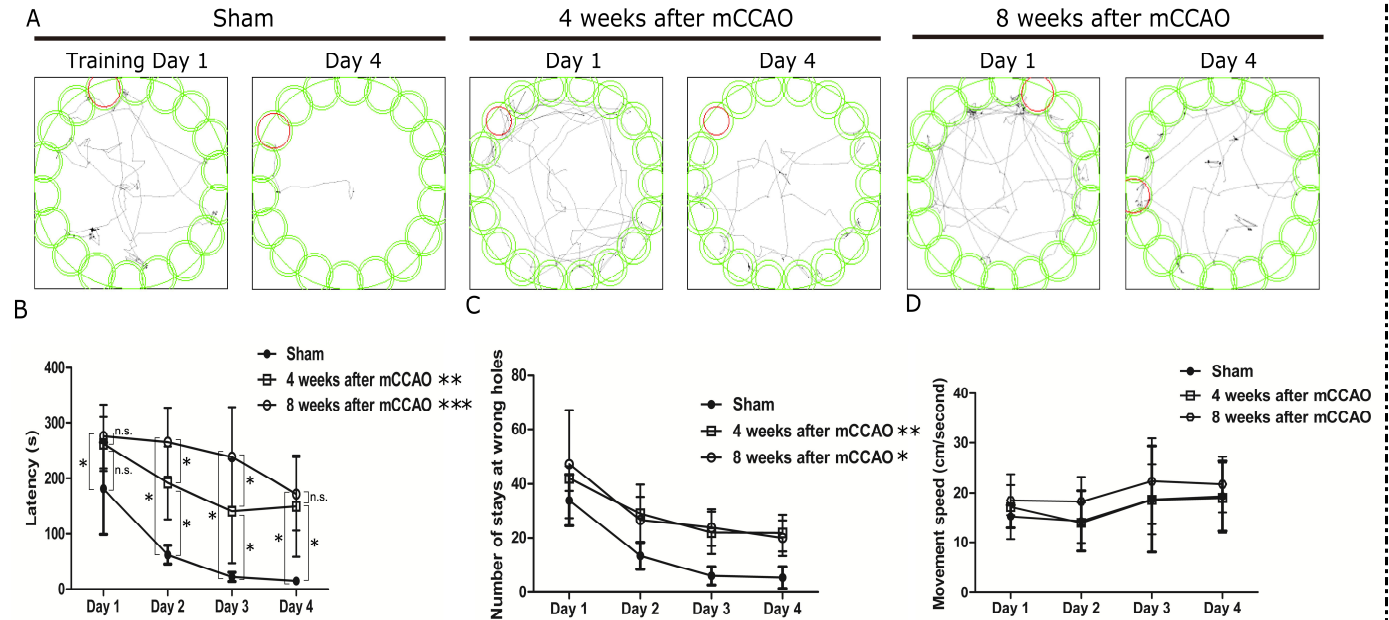 A
Sham
4 weeks after mCCAO
8 weeks after mCCAO
Training Day 1
Day 4
Day 1
Day 4
Day 1
Day 4
B
Sham
4 weeks after mCCAO **
8 weeks after mCCAO ***
Latency (s)
400
300
200
100
0
n.s.
n.s.
*
*
*
*
*
*
*
n.s.
*
*
Day 1
Day 2
Day 3
Day 4
C
Sham
4 weeks after mCCAO **
8 weeks after mCCAO *
Number of stays at wrong holes
80
60
40
20
0
Day 1
Day 2
Day 3
Day 4
D
Sham
4 weeks after mCCAO
8 weeks after mCCAO
Movement speed (cm/second)
40
30
20
10
0
Day 1
Day 2
Day 3
Day 4